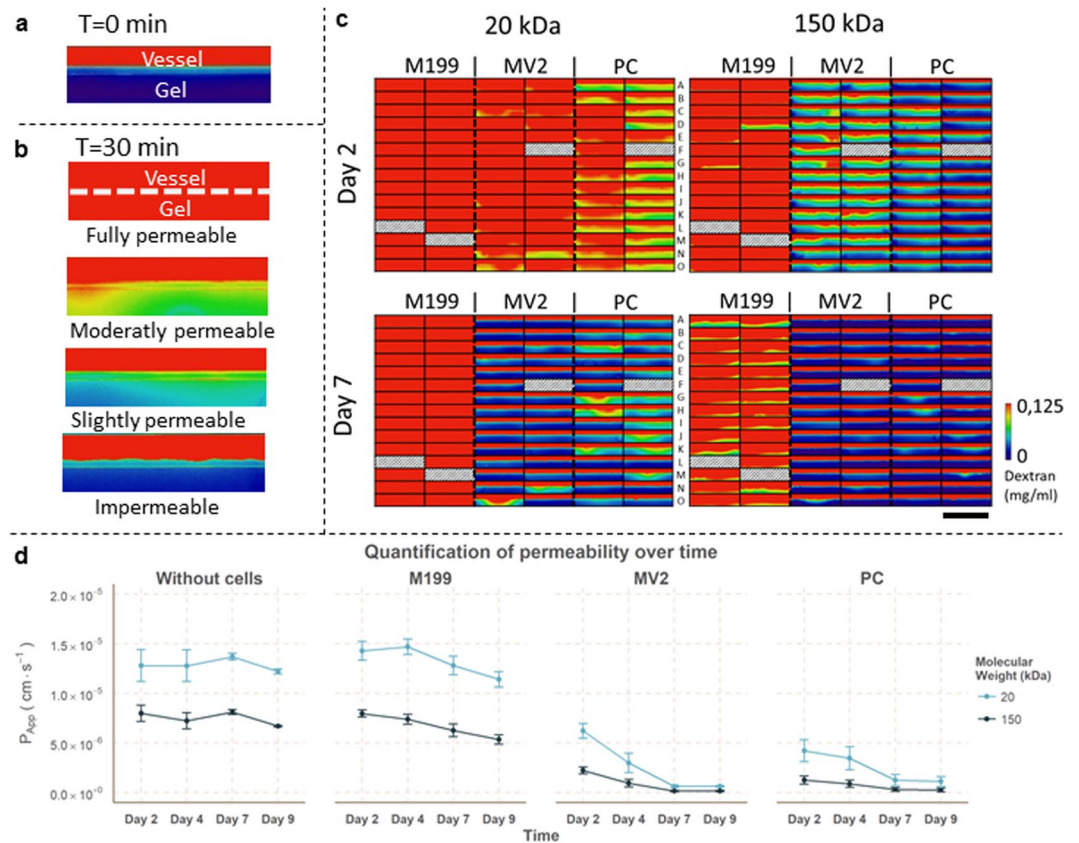 a
T=0 min
Vessel
Gel
b
T=30 min
Vessel
Gel
Fully permeable
Moderatly permeable
Slightly permeable
Impermeable
c
20 kDa
150 kDa
M199 | MV2 | PC
M199 | MV2 | PC
Day 2
A
B
C
D
E
F
G
H
I
J
K
L
M
N
O
M199 | MV2 | PC
M199 | MV2 | PC
Day 7
A
B
C
D
E
F
G
H
I
J
K
L
M
N
O
0,125
0
Dextran
(mg/ml)
d
Quantification of permeability over time
Without cells
M199
MV2
PC
P App ( cm · s⁻¹ )
2.0 × 10⁻⁵
1.5 × 10⁻⁵
1.0 × 10⁻⁵
5.0 × 10⁻⁶
0.0 × 10⁻⁰
Day 2 Day 4 Day 7 Day 9
Day 2 Day 4 Day 7 Day 9
Day 2 Day 4 Day 7 Day 9
Day 2 Day 4 Day 7 Day 9
Time
Molecular
Weight (kDa)
20
150